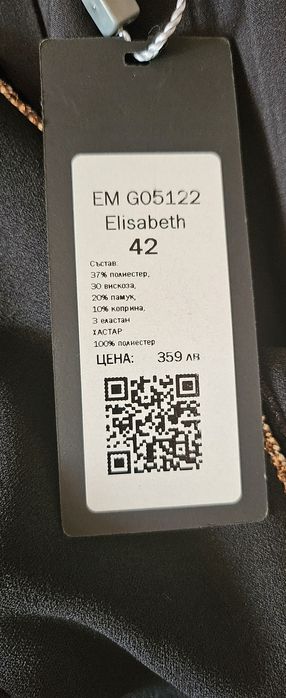 EM G05122
Elisabeth
42
Състав:
37% полиестер,
30 вискоза,
20% памук,
10% коприна,
3 еластан
ХАСТАР
100% полиестер
ЦЕНА: 359 лв